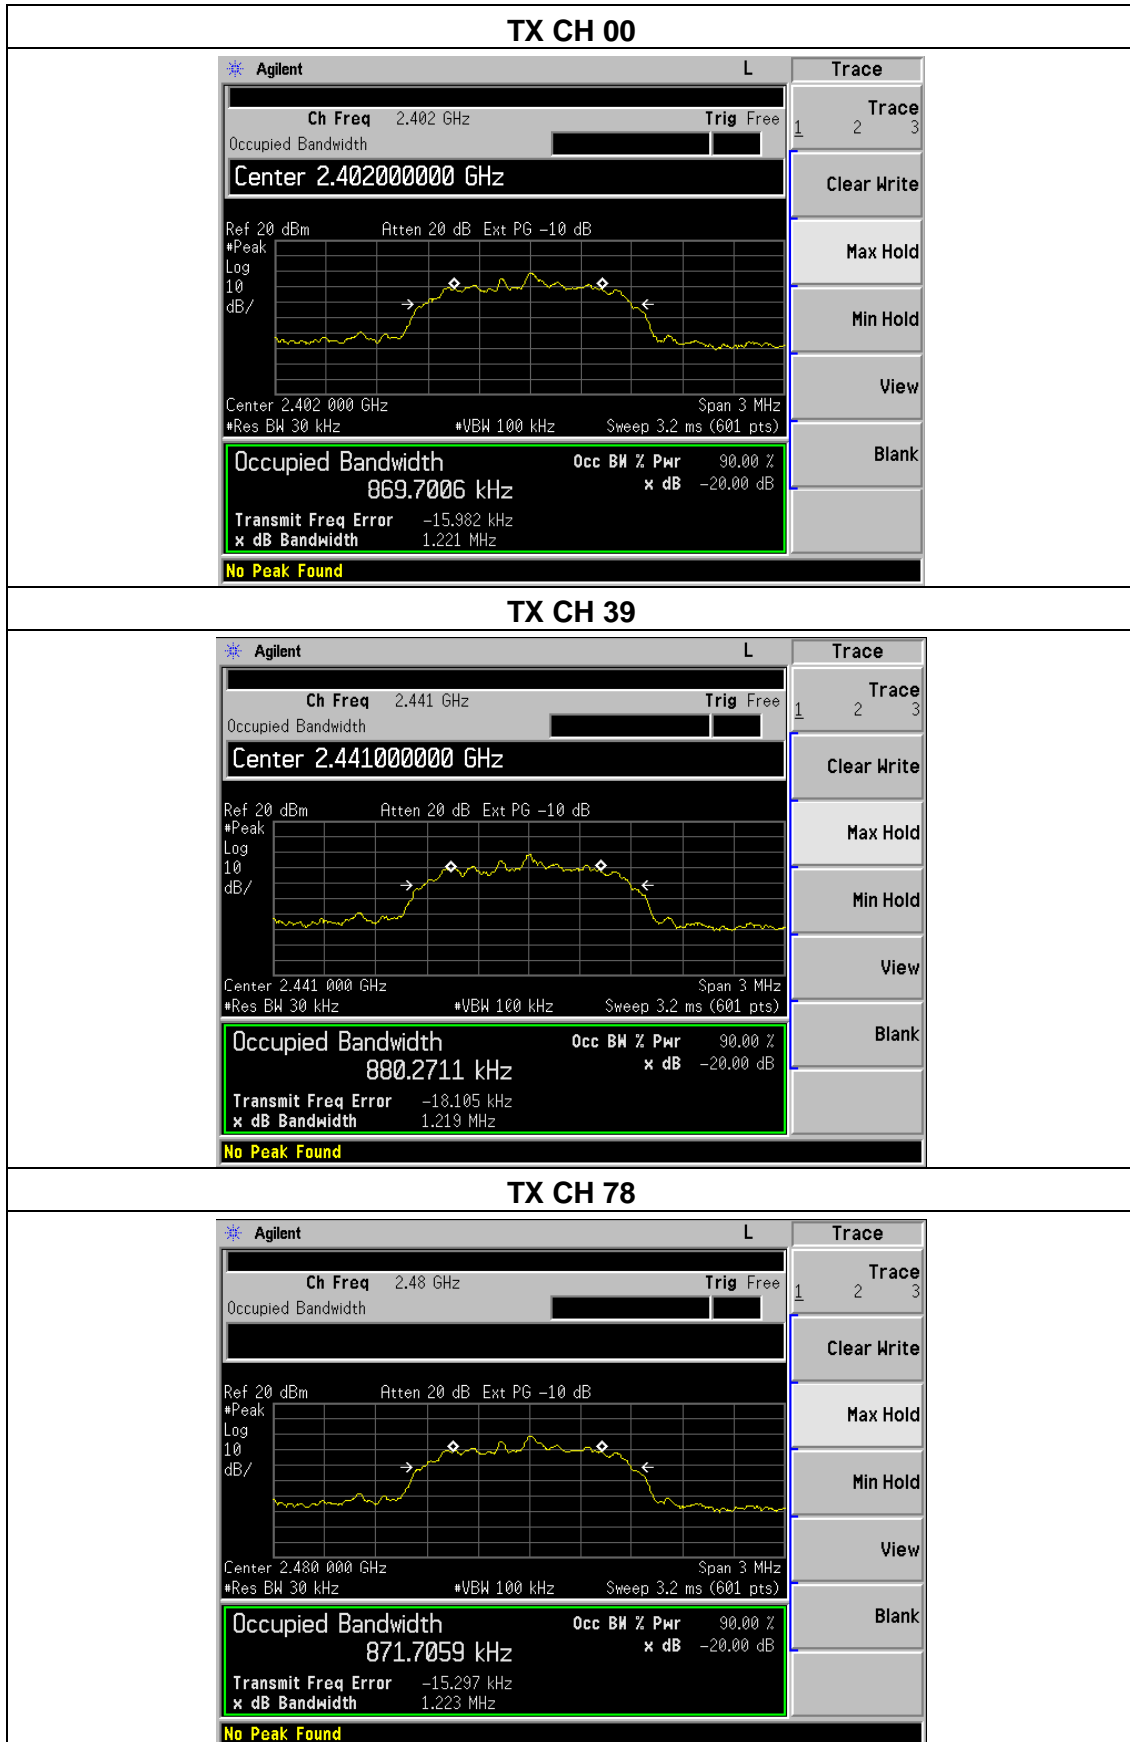 TX CH 00
Agilent L Trace
Ch Freq 2.402 GHz Trig Free
Occupied Bandwidth
Trace
1 2 3
Center 2.402000000 GHz
Clear Write
Ref 20 dBm Atten 20 dB Ext PG -10 dB
#Peak
Log
10
dB/
Max Hold
Min Hold
View
Center 2.402 000 GHz Span 3 MHz
#Res BW 30 kHz #VBW 100 kHz Sweep 3.2 ms (601 pts)
Blank
Occupied Bandwidth Occ BW % Pwr 90.00 %
869.7006 kHz x dB -20.00 dB
Transmit Freq Error -15.982 kHz
x dB Bandwidth 1.221 MHz
No Peak Found
TX CH 39
Agilent L Trace
Ch Freq 2.441 GHz Trig Free
Occupied Bandwidth
Trace
1 2 3
Center 2.441000000 GHz
Clear Write
Ref 20 dBm Atten 20 dB Ext PG -10 dB
#Peak
Log
10
dB/
Max Hold
Min Hold
View
Center 2.441 000 GHz Span 3 MHz
#Res BW 30 kHz #VBW 100 kHz Sweep 3.2 ms (601 pts)
Blank
Occupied Bandwidth Occ BW % Pwr 90.00 %
880.2711 kHz x dB -20.00 dB
Transmit Freq Error -18.105 kHz
x dB Bandwidth 1.219 MHz
No Peak Found
TX CH 78
Agilent L Trace
Ch Freq 2.48 GHz Trig Free
Occupied Bandwidth
Trace
1 2 3
Clear Write
Ref 20 dBm Atten 20 dB Ext PG -10 dB
#Peak
Log
10
dB/
Max Hold
Min Hold
View
Center 2.480 000 GHz Span 3 MHz
#Res BW 30 kHz #VBW 100 kHz Sweep 3.2 ms (601 pts)
Blank
Occupied Bandwidth Occ BW % Pwr 90.00 %
871.7059 kHz x dB -20.00 dB
Transmit Freq Error -15.297 kHz
x dB Bandwidth 1.223 MHz
No Peak Found